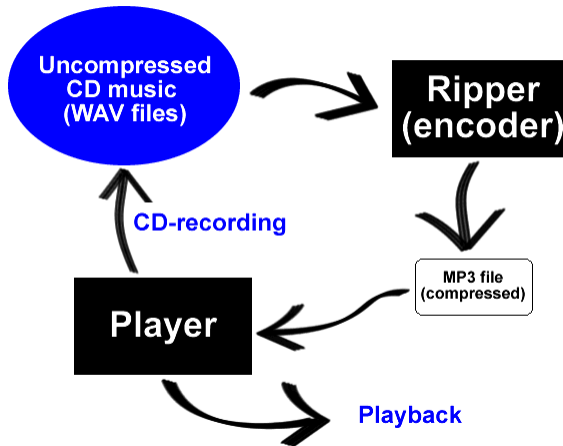 Uncompressed
CD music
(WAV files)
Ripper
(encoder)
CD-recording
MP3 file
(compressed)
Player
Playback